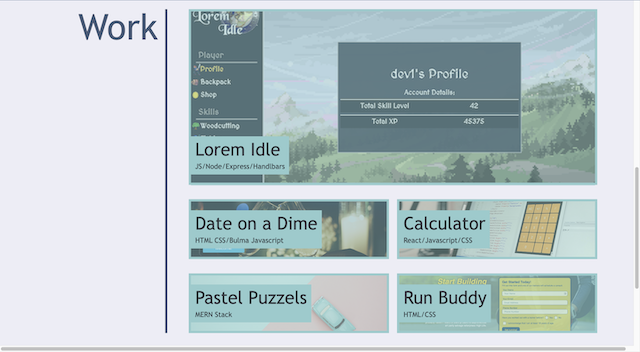 Work
Lorem
Idle
Player
Profile
Backpack
Shop
Skills
Woodcutting
dev1's Profile
Account Details:
Total Skill Level 42
Total XP 45375
Lorem Idle
JS/Node/Express/Handlbars
Date on a Dime
HTML CSS/Bulma Javascript
Calculator
React/Javascript/CSS
Pastel Puzzels
MERN Stack
Start Building
Run Buddy
HTML/CSS